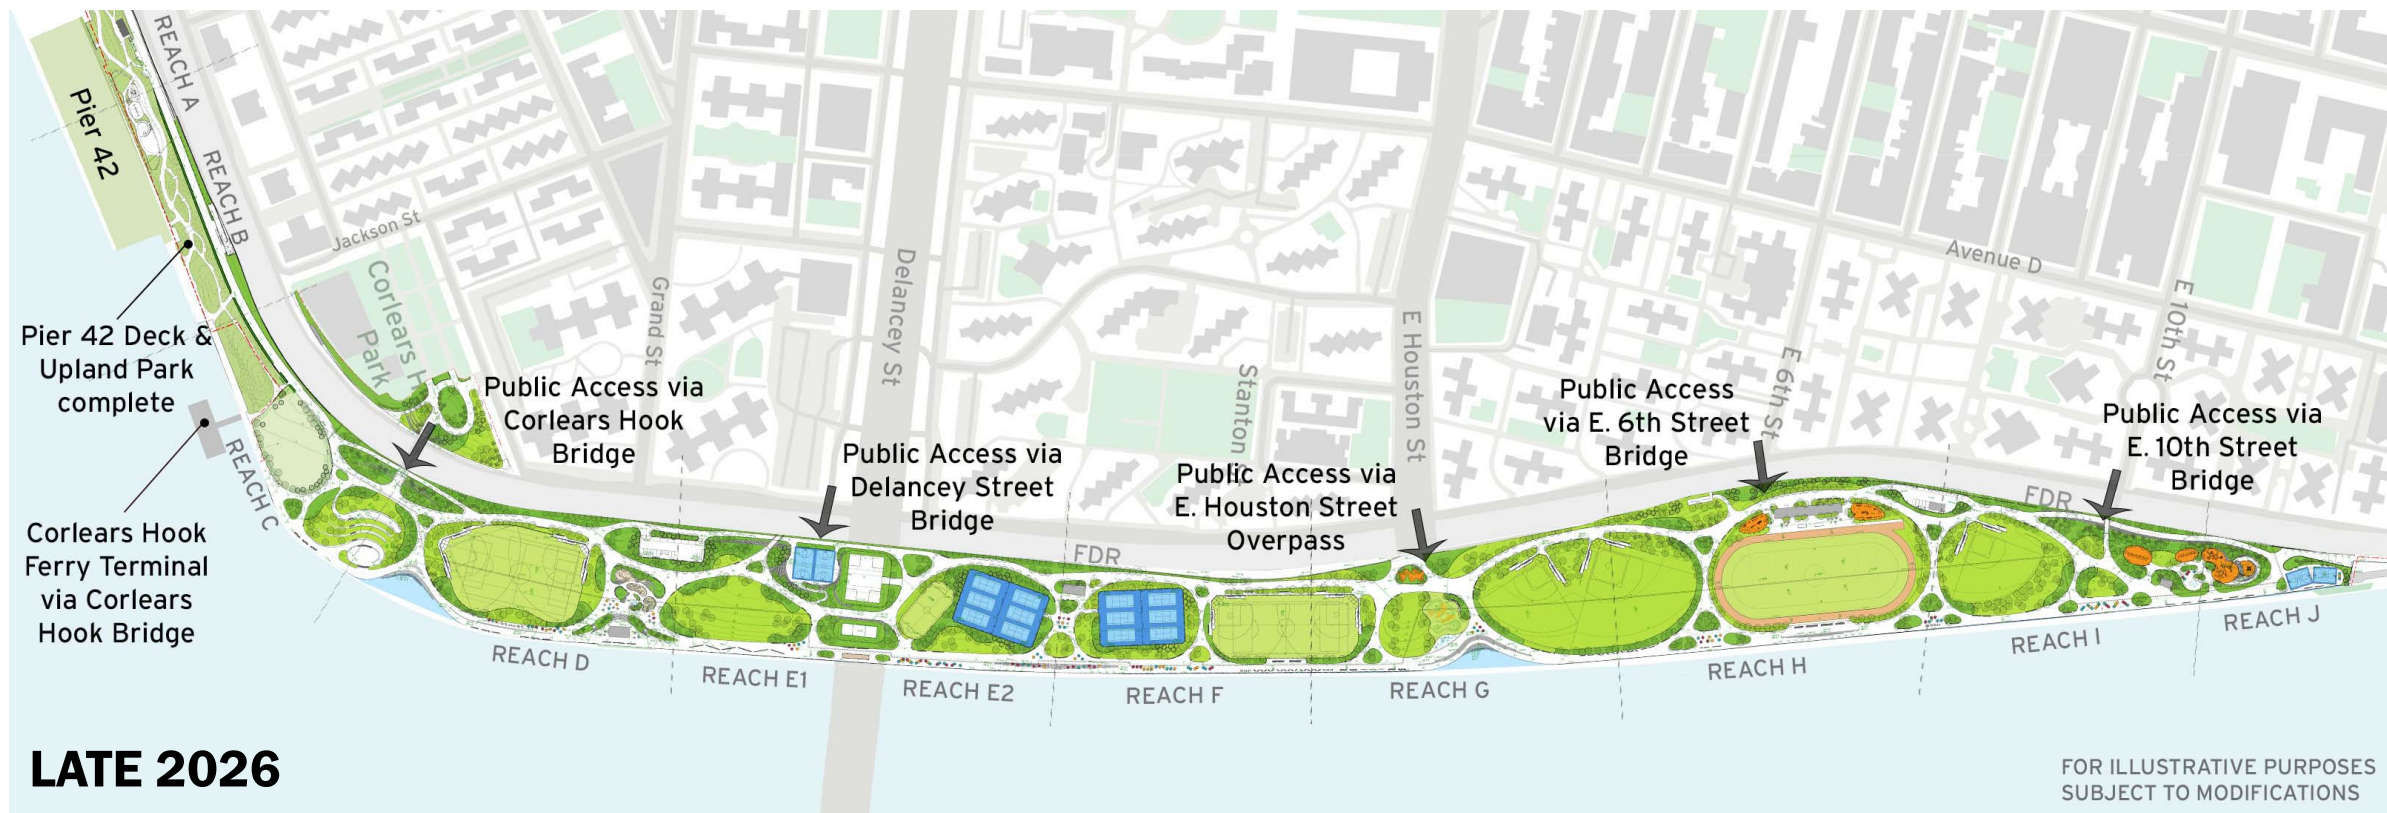 REACH A
Pier 42
REACH B
Jackson St
Corlears H
Park
Grand St
Delancey St
Stanton
E Houston St
E 6th St
Avenue D
E 10th St
Pier 42 Deck &
Upland Park
complete
Public Access via
Corlears Hook
Bridge
Public Access via
Delancey Street
Bridge
Public Access via
E. Houston Street
Overpass
Public Access
via E. 6th Street
Bridge
Public Access via
E. 10th Street
Bridge
FDR
FDR
REACH C
Corlears Hook
Ferry Terminal
via Corlears
Hook Bridge
REACH D
REACH E1
REACH E2
REACH F
REACH G
REACH H
REACH I
REACH J
LATE 2026
FOR ILLUSTRATIVE PURPOSES
SUBJECT TO MODIFICATIONS